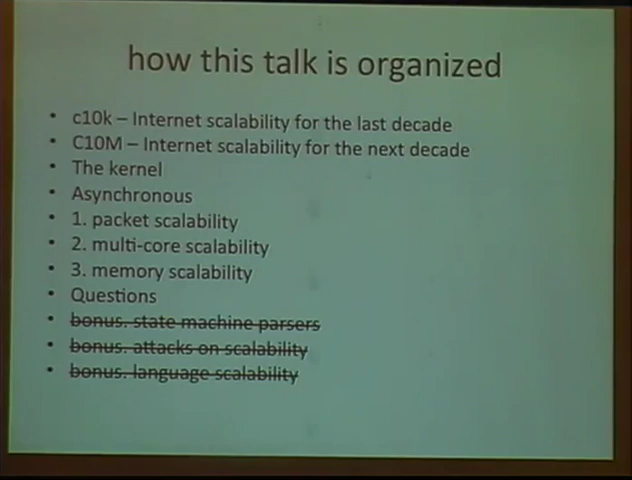 how this talk is organized
• c10k – Internet scalability for the last decade
• C10M – Internet scalability for the next decade
• The kernel
• Asynchronous
• 1. packet scalability
• 2. multi-core scalability
• 3. memory scalability
• Questions
• bonus. state machine parsers
• bonus. attacks on scalability
• bonus. language scalability